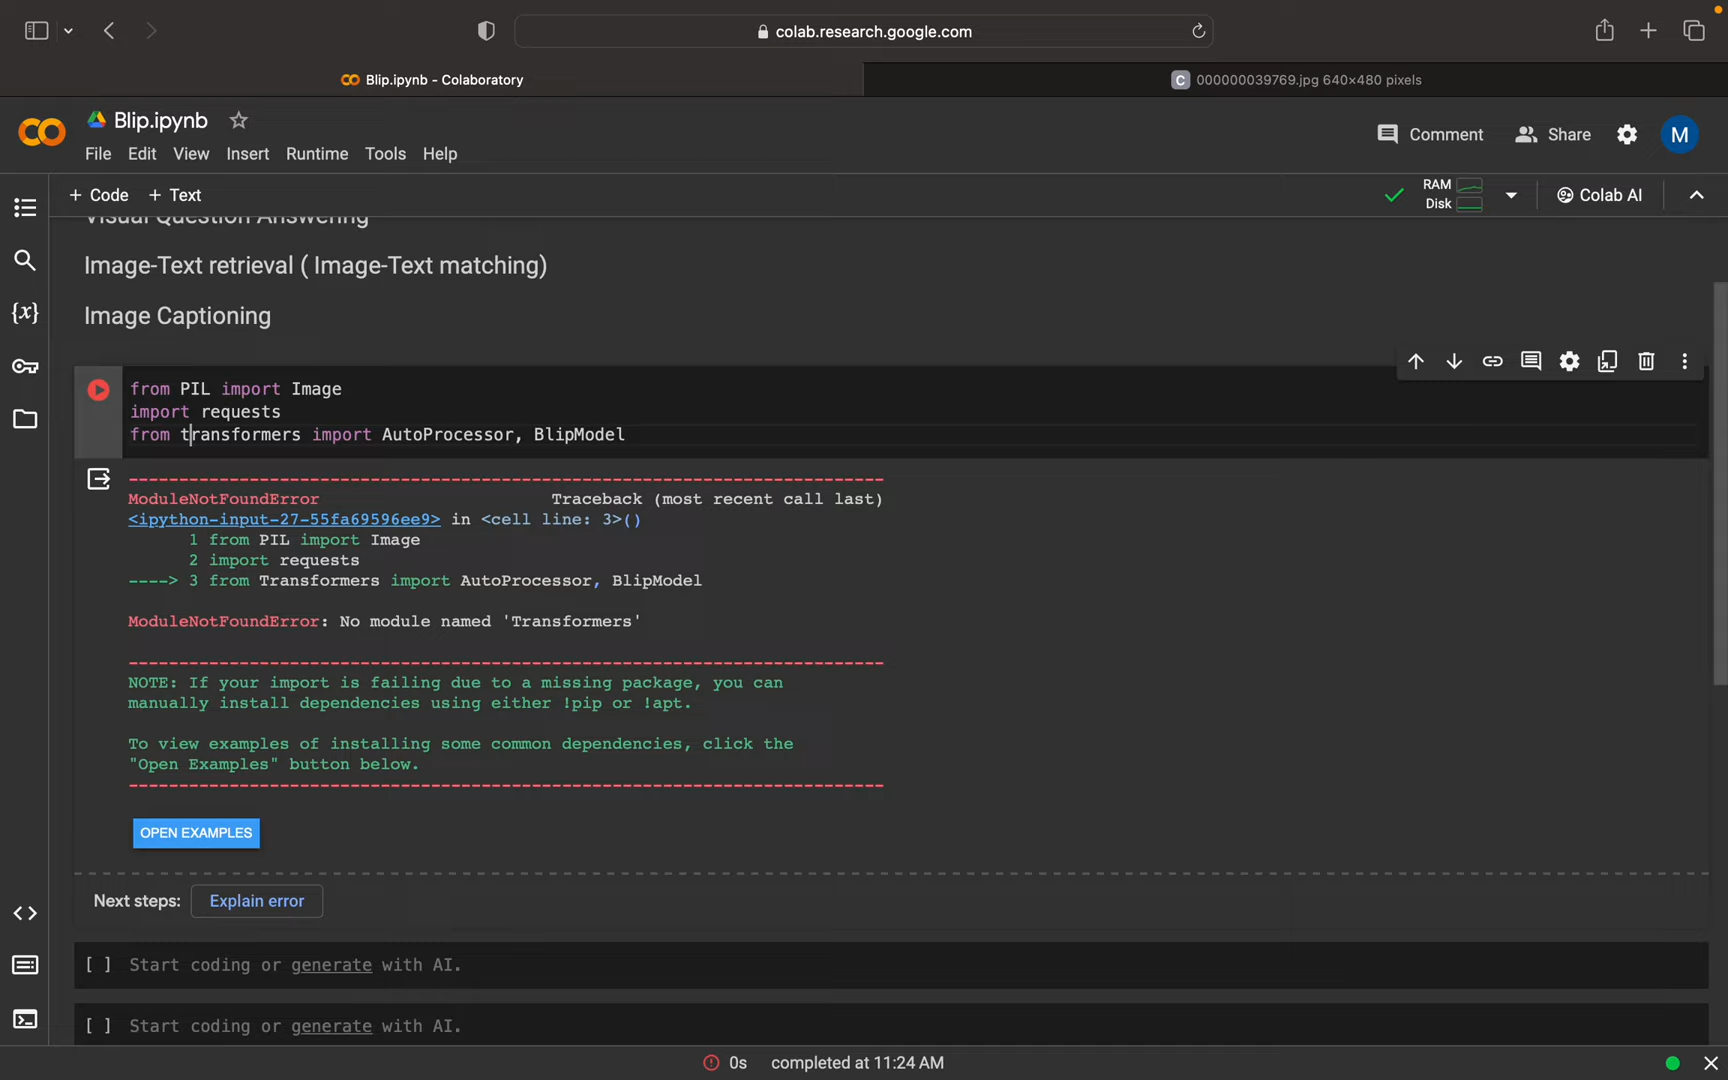 colab.research.google.com
Blip.ipynb - Colaboratory
C 000000039769.jpg 640×480 pixels
Blip.ipynb
Comment
Share
M
File Edit View Insert Runtime Tools Help
+ Code + Text
RAM
Disk
Colab AI
Visual Question Answering
Image-Text retrieval ( Image-Text matching)
Image Captioning
{x}
from PIL import Image
import requests
from transformers import AutoProcessor, BlipModel
---------------------------------------------------------------------------
ModuleNotFoundError Traceback (most recent call last)
<ipython-input-27-55fa69596ee9> in <cell line: 3>()
1 from PIL import Image
2 import requests
----> 3 from Transformers import AutoProcessor, BlipModel
ModuleNotFoundError: No module named 'Transformers'
---------------------------------------------------------------------------
NOTE: If your import is failing due to a missing package, you can
manually install dependencies using either !pip or !apt.
To view examples of installing some common dependencies, click the
"Open Examples" button below.
---------------------------------------------------------------------------
OPEN EXAMPLES
Next steps: Explain error
[ ] Start coding or generate with AI.
[ ] Start coding or generate with AI.
0s completed at 11:24 AM